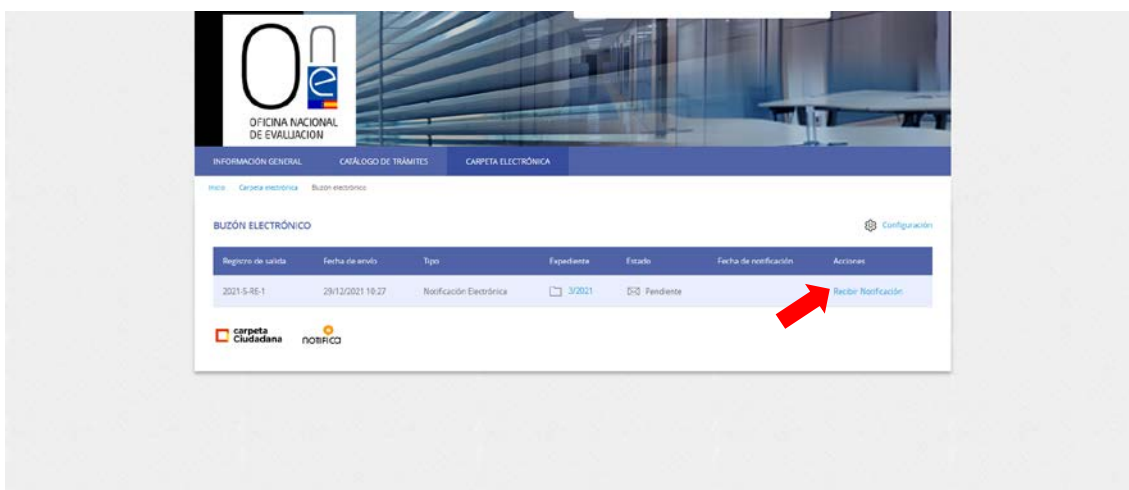 OFICINA NACIONAL
DE EVALUACION
INFORMACIÓN GENERAL CATÁLOGO DE TRÁMITES CARPETA ELECTRÓNICA
Inicio Carpeta electrónica Buzón electrónico
BUZÓN ELECTRÓNICO Configuración
Registro de salida Fecha de envío Tipo Expediente Estado Fecha de notificación Acciones
2021-S-RE-1 29/12/2021 10:27 Notificación Electrónica 3/2021 Pendiente Recibir Notificación
carpeta
Ciudadana
notifica